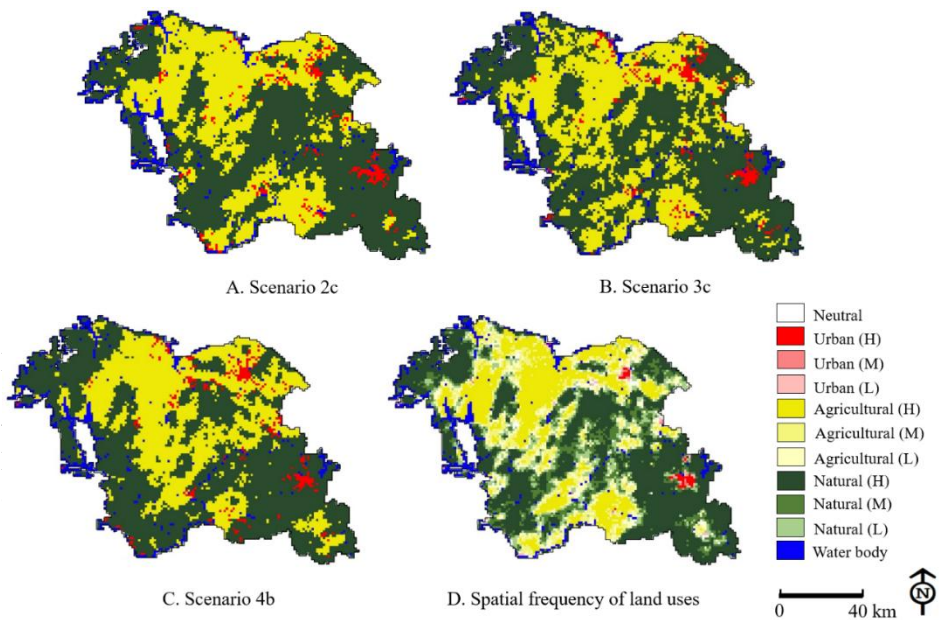 A. Scenario 2c
B. Scenario 3c
C. Scenario 4b
D. Spatial frequency of land uses
Neutral
Urban (H)
Urban (M)
Urban (L)
Agricultural (H)
Agricultural (M)
Agricultural (L)
Natural (H)
Natural (M)
Natural (L)
Water body
0 40 km
N